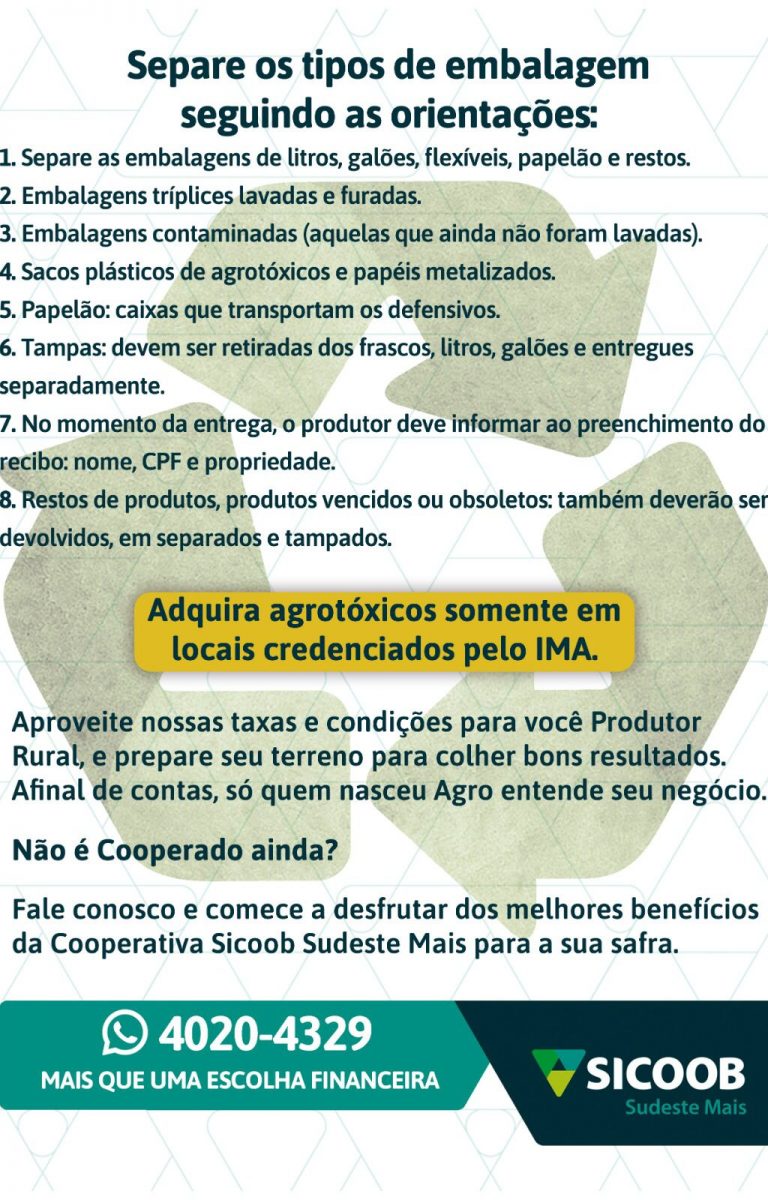 Separe os tipos de embalagem
seguindo as orientações:
1. Separe as embalagens de litros, galões, flexíveis, papelão e restos.
2. Embalagens tríplices lavadas e furadas.
3. Embalagens contaminadas (aquelas que ainda não foram lavadas).
4. Sacos plásticos de agrotóxicos e papéis metalizados.
5. Papelão: caixas que transportam os defensivos.
6. Tampas: devem ser retiradas dos frascos, litros, galões e entregues
separadamente.
7. No momento da entrega, o produtor deve informar ao preenchimento do
recibo: nome, CPF e propriedade.
8. Restos de produtos, produtos vencidos ou obsoletos: também deverão ser
devolvidos, em separados e tampados.
Adquira agrotóxicos somente em
locais credenciados pelo IMA.
Aproveite nossas taxas e condições para você Produtor
Rural, e prepare seu terreno para colher bons resultados.
Afinal de contas, só quem nasceu Agro entende seu negócio.
Não é Cooperado ainda?
Fale conosco e comece a desfrutar dos melhores benefícios
da Cooperativa Sicoob Sudeste Mais para a sua safra.
4020-4329
MAIS QUE UMA ESCOLHA FINANCEIRA
SICOOB
Sudeste Mais